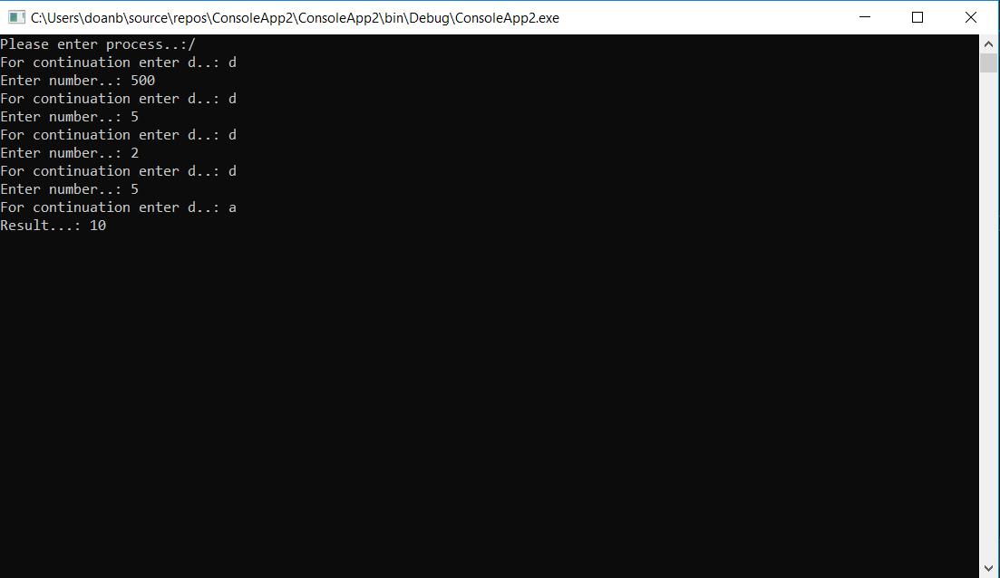 C:\Users\doanb\source\repos\ConsoleApp2\ConsoleApp2\bin\Debug\ConsoleApp2.exe
Please enter process..:/
For continuation enter d..: d
Enter number..: 500
For continuation enter d..: d
Enter number..: 5
For continuation enter d..: d
Enter number..: 2
For continuation enter d..: d
Enter number..: 5
For continuation enter d..: a
Result...: 10